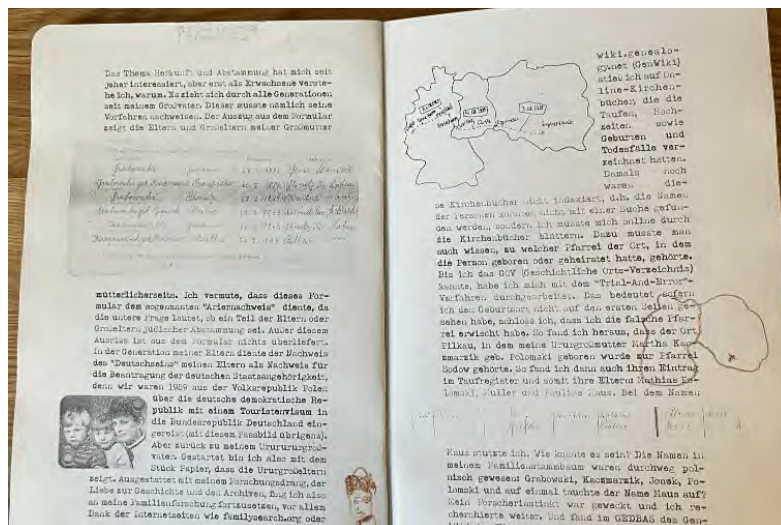 Das Thema Herkunft und Abstammung hat mich seit
jeher interessiert, aber erst als Erwachsene verste-
he ich, warum. Es zieht sich durch alle Generationen
seit meinem Großvater. Dieser musste nämlich seine
Vorfahren nachweisen. Der Auszug aus dem Formular
zeigt die Eltern und Großeltern meiner Großmutter
mütterlicherseits. Ich vermute, dass dieses For-
mular dem sogenannten "Ariernachweis" diente, da
die untere Frage lautet, ob ein Teil der Eltern oder
Großeltern jüdischer Abstammung sei. Außer diesem
Ausriss ist aus dem Formular nichts überliefert.
In der Generation meiner Eltern diente der Nachweis
des "Deutschseins" meinen Eltern als Nachweis für
die Beantragung der deutschen Staatsangehörigkeit,
denn wir waren 1989 aus der Volksrepublik Polen
über die deutsche demokratische Re-
publik mit einem Touristenvisum in
die Bundesrepublik Deutschland ein-
gereist (mit diesem Passbild übrigens).
Aber zurück zu meinem Urururgroß-
vater. Gestartet bin ich also mit dem
Stück Papier, dass die Ururgroßeltern
zeigt. Ausgestattet mit meinem Forschungsdrang, der
Liebe zur Geschichte und den Archiven, fing ich also
an meine Familienforschung fortzusetzen, vor allem
Dank der Internetseiten wie familysearch.org oder
wiki.genealo-
gy.net (GenWiki)
stieß ich auf On-
line-Kirchen-
bücher, die die
Taufen, Hoch-
zeiten sowie
Geburten und
Todesfälle ver-
zeichnet hatten.
Damals noch
waren die-
se Kirchenbücher nicht indexiert, d.h. die Namen
der Personen konnten nicht mit einer Suche gefun-
den werden, sondern ich musste mich online durch
die Kirchenbücher blättern. Dazu musste man
auch wissen, zu welcher Pfarrei der Ort, in dem
die Person geboren oder geheiratet hatte, gehörte.
Bis ich das GOV (Geschichtliche Orts-Verzeichnis)
kannte, habe ich mich mit dem "Trial-And-Error"-
Verfahren durchgearbeitet. Das bedeutet sofern
ich den Geburtsort nicht auf den ersten Seiten ge-
sehen habe, schloss ich, dass ich die falsche Pfar-
rei erwischt habe. So fand ich heraus, dass der Ort
Pilkau, in dem meine Ururgroßmutter Martha Kac-
zmarzik geb. Polomski geboren wurde zur Pfarrei
Sodow gehörte. So fand ich dann auch ihren Eintrag
im Taufregister und somit ihre Eltern Mathias Po-
lomski, Müller und Pauline Maus. Bei dem Namen
Maus stutzte ich. Wie konnte es sein? Die Namen in
meinem Familienstammbaum waren durchweg pol-
nisch gewesen: Grabowski, Kaczmarzik, Jonek, Po-
lomski und auf einmal tauchte der Name Maus auf?
Mein Forscherinstinkt war geweckt und ich re-
cherchierte weiter. Und fand im GEDBAS des Gen-